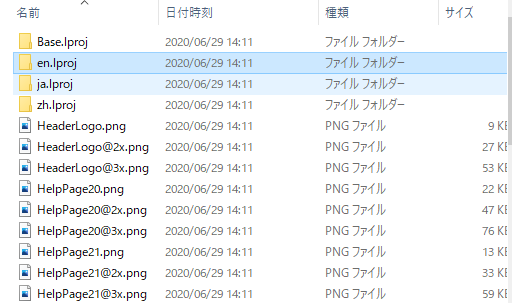 名前 日付時刻 種類 サイズ
Base.lproj 2020/06/29 14:11 ファイル フォルダー
en.lproj 2020/06/29 14:11 ファイル フォルダー
ja.lproj 2020/06/29 14:11 ファイル フォルダー
zh.lproj 2020/06/29 14:11 ファイル フォルダー
HeaderLogo.png 2020/06/29 14:11 PNG ファイル 9 KB
HeaderLogo@2x.png 2020/06/29 14:11 PNG ファイル 27 KB
HeaderLogo@3x.png 2020/06/29 14:11 PNG ファイル 53 KB
HelpPage20.png 2020/06/29 14:11 PNG ファイル 22 KB
HelpPage20@2x.png 2020/06/29 14:11 PNG ファイル 47 KB
HelpPage20@3x.png 2020/06/29 14:11 PNG ファイル 76 KB
HelpPage21.png 2020/06/29 14:11 PNG ファイル 13 KB
HelpPage21@2x.png 2020/06/29 14:11 PNG ファイル 33 KB
HelpPage21@3x.png 2020/06/29 14:11 PNG ファイル 59 KB